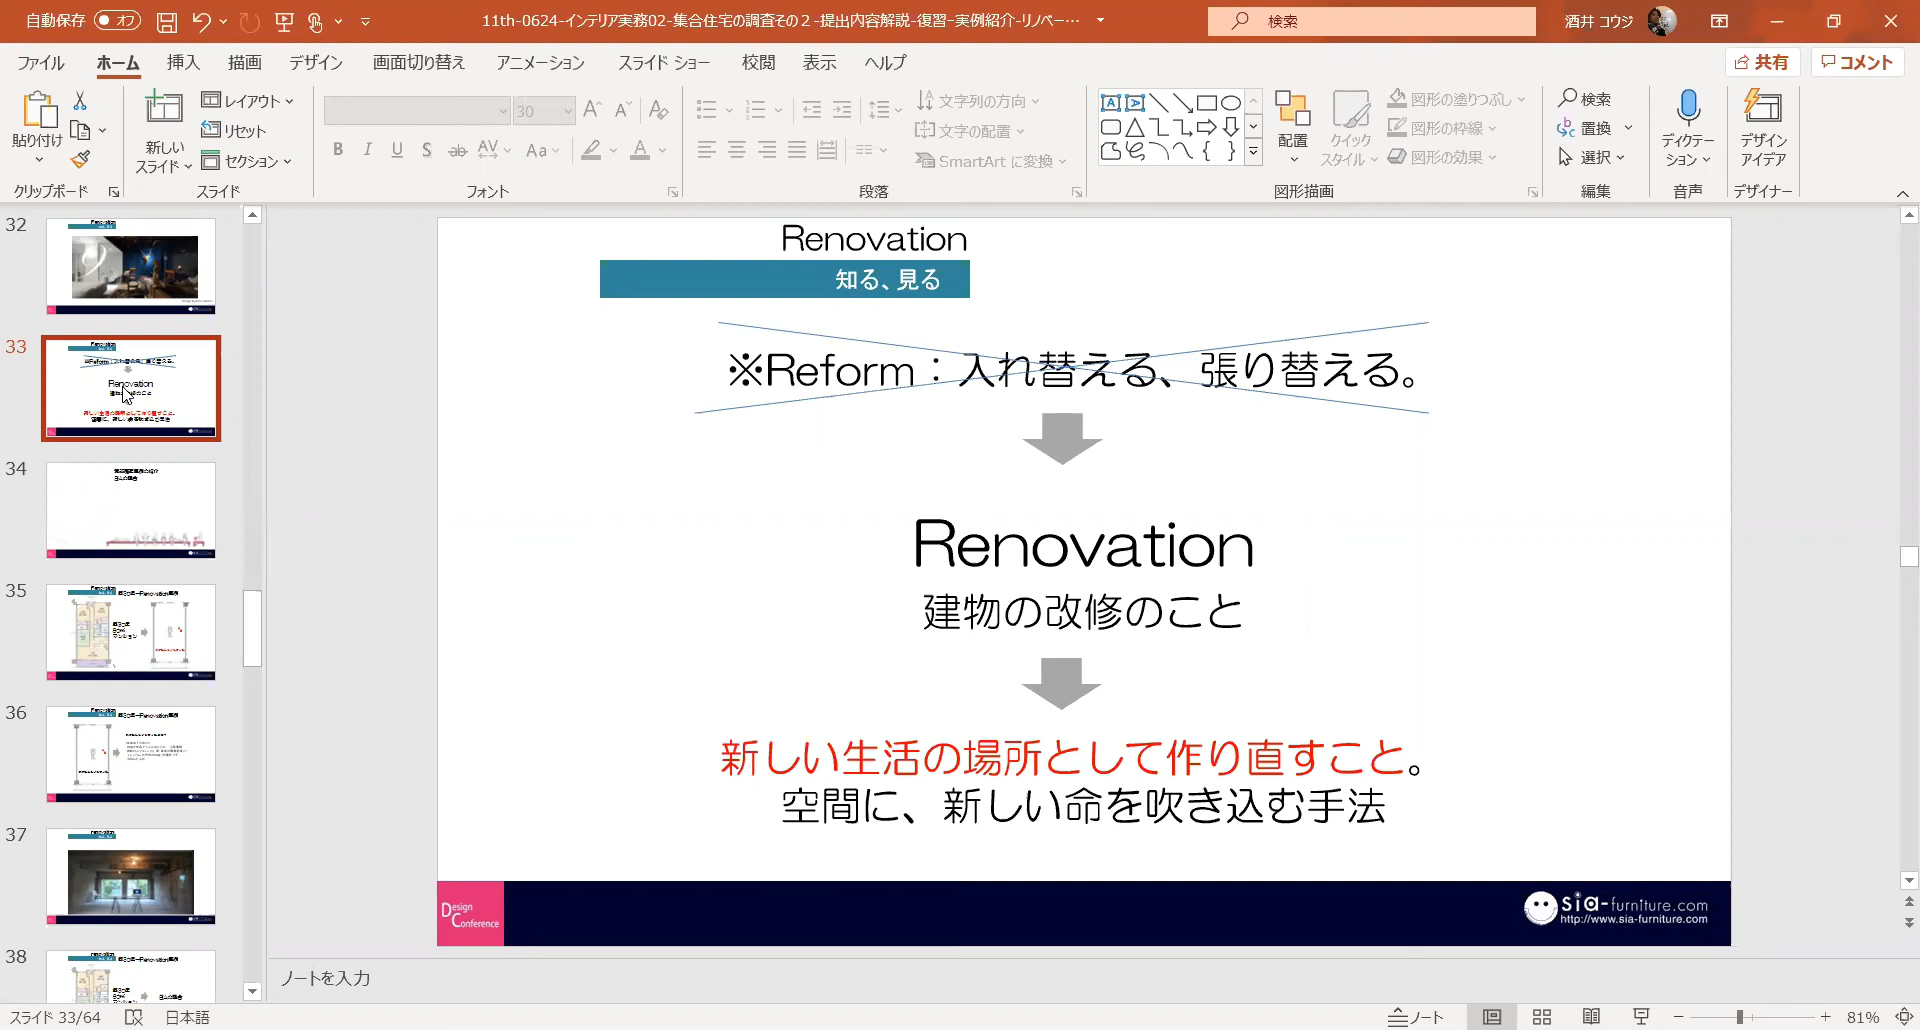 自動保存 オフ
11th-0624-インテリア実務02-集合住宅の調査その２-提出内容解説-復習-実例紹介-リノベー…
検索
酒井 コウジ
ファイル ホーム 挿入 描画 デザイン 画面切り替え アニメーション スライド ショー 校閲 表示 ヘルプ
共有 コメント
貼り付け
新しい
スライド
レイアウト
リセット
セクション
30
文字列の方向
文字の配置
SmartArt に変換
配置
クイック
スタイル
図形の塗りつぶし
図形の枠線
図形の効果
検索
置換
選択
ディクテー
ション
デザイン
アイデア
クリップボード スライド フォント 段落 図形描画 編集 音声 デザイナー
32
33
34
35
36
37
38
Renovation
知る、見る
※Reform：入れ替える、張り替える。
Renovation
建物の改修のこと
新しい生活の場所として作り直すこと。
空間に、新しい命を吹き込む手法
Design
Conference
sia-furniture.com
http://www.sia-furniture.com
ノートを入力
スライド 33/64 日本語 ノート 81%